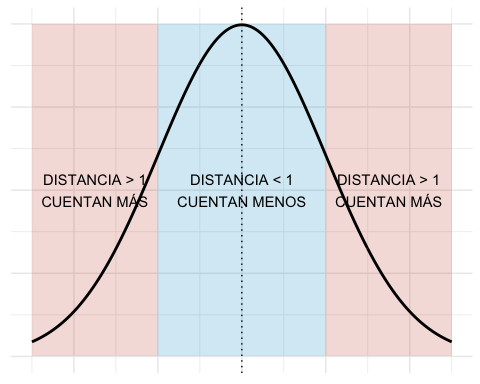 DISTANCIA > 1
CUENTAN MÁS
DISTANCIA < 1
CUENTAN MENOS
DISTANCIA > 1
CUENTAN MÁS